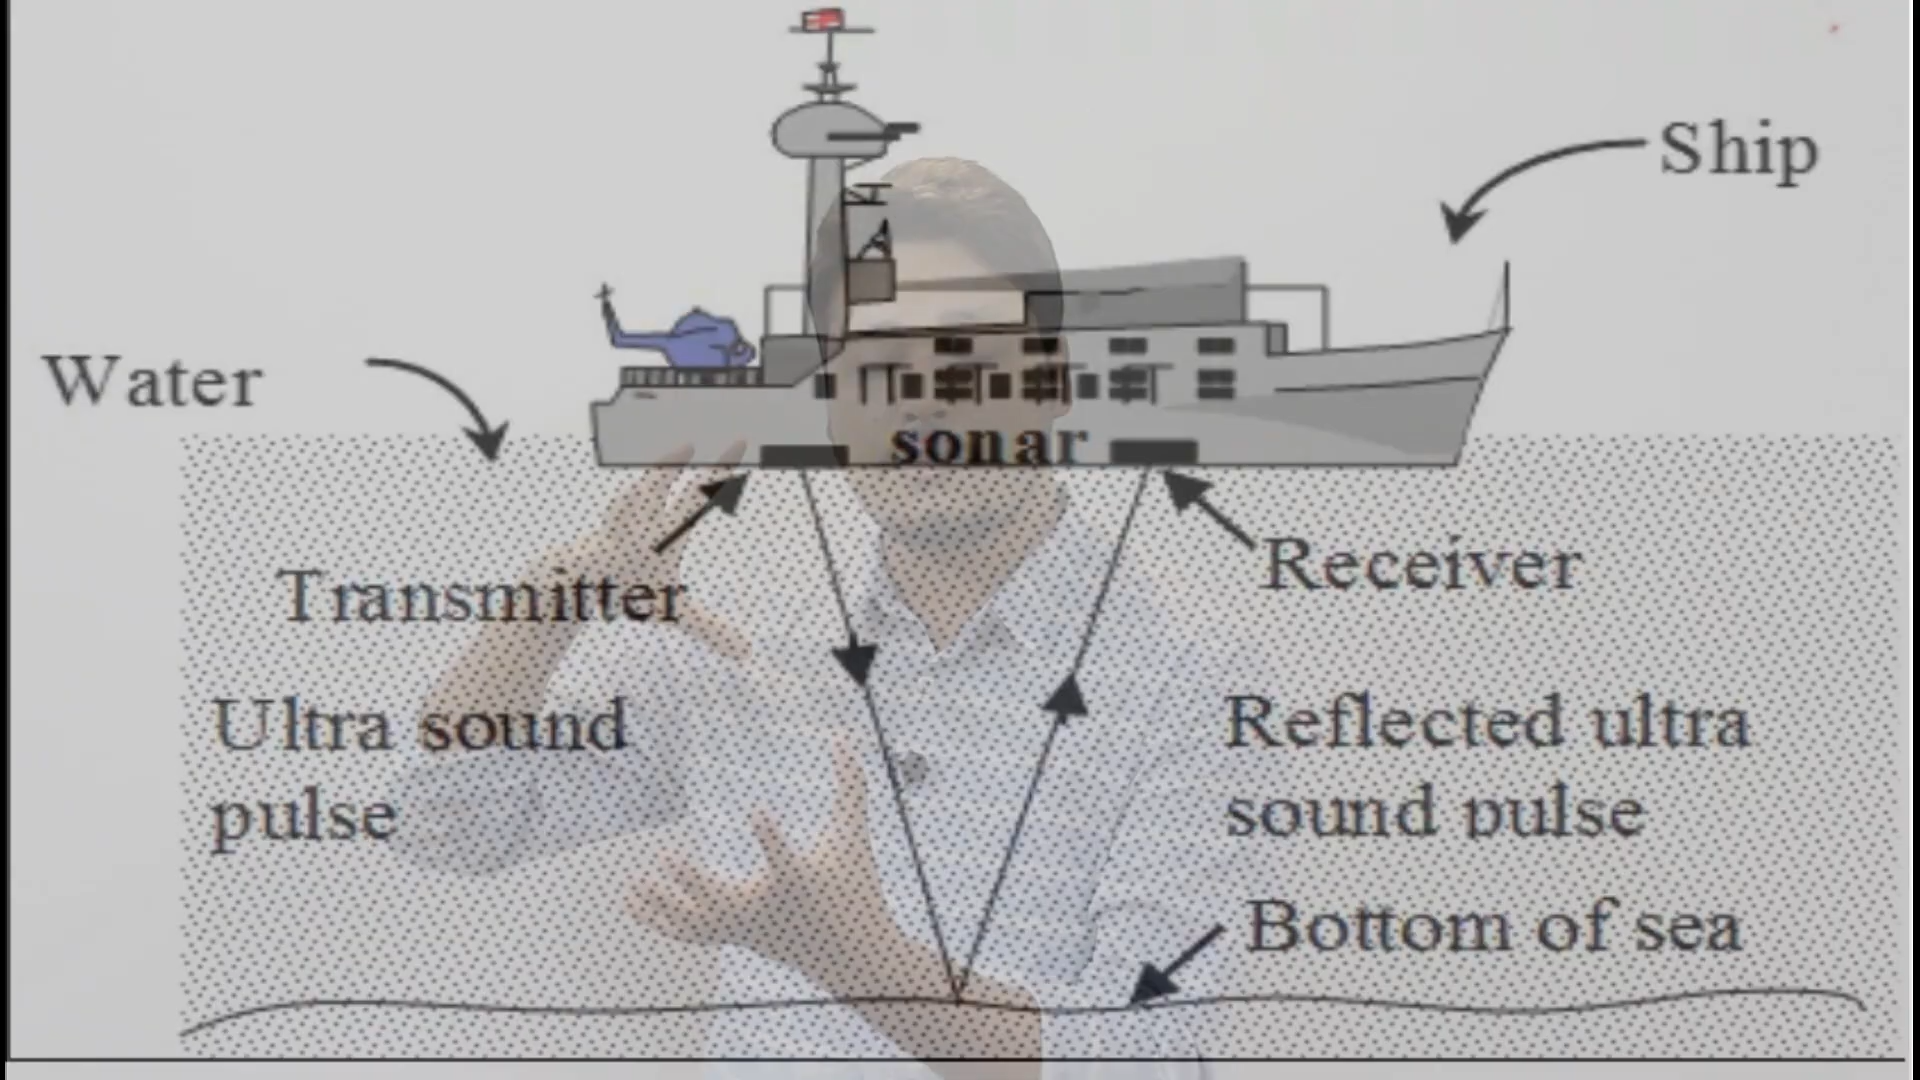 Ship
Water
sonar
Transmitter
Receiver
Ultra sound
pulse
Reflected ultra
sound pulse
Bottom of sea